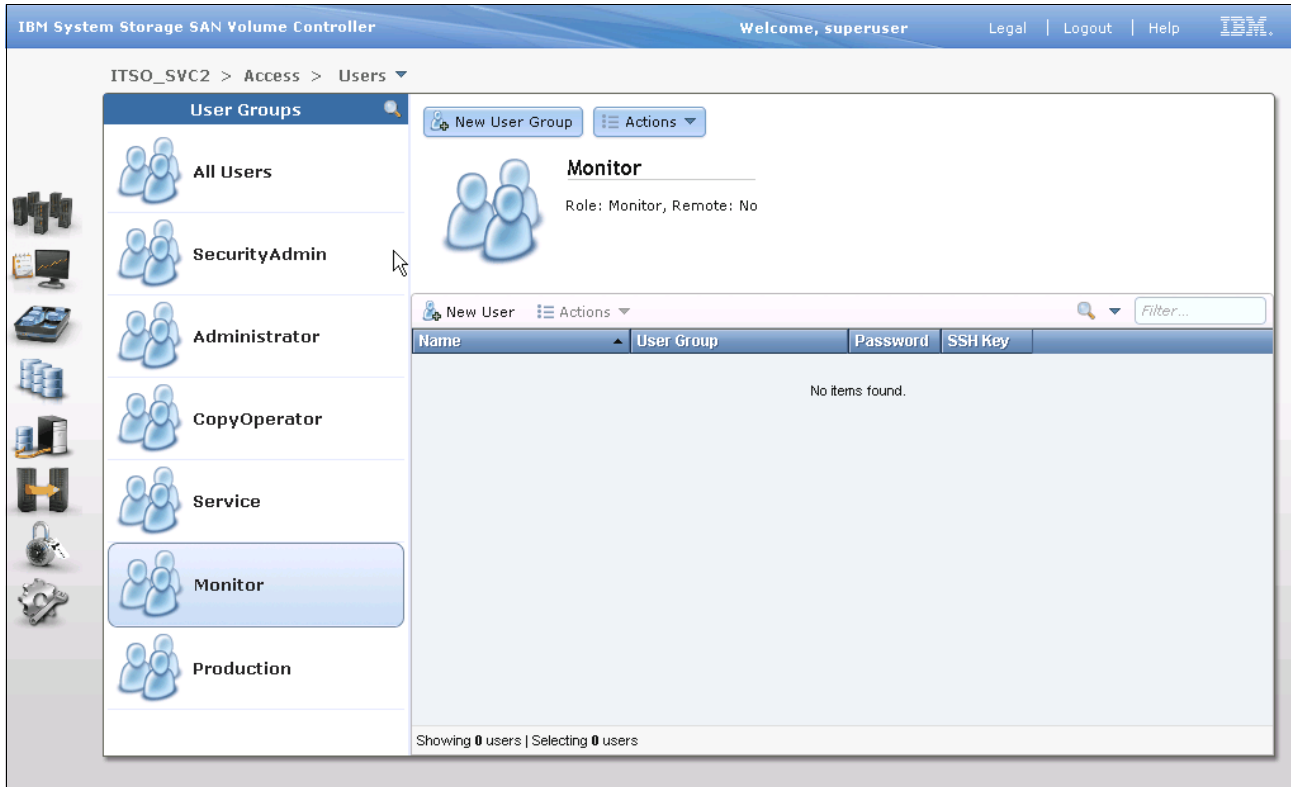 IBM System Storage SAN Volume Controller
Welcome, superuser
Legal | Logout | Help
IBM.
ITSO_SVC2 > Access > Users
User Groups
All Users
SecurityAdmin
Administrator
CopyOperator
Service
Monitor
Production
New User Group
Actions
Monitor
Role: Monitor, Remote: No
New User
Actions
Filter...
Name
User Group
Password
SSH Key
No items found.
Showing 0 users | Selecting 0 users